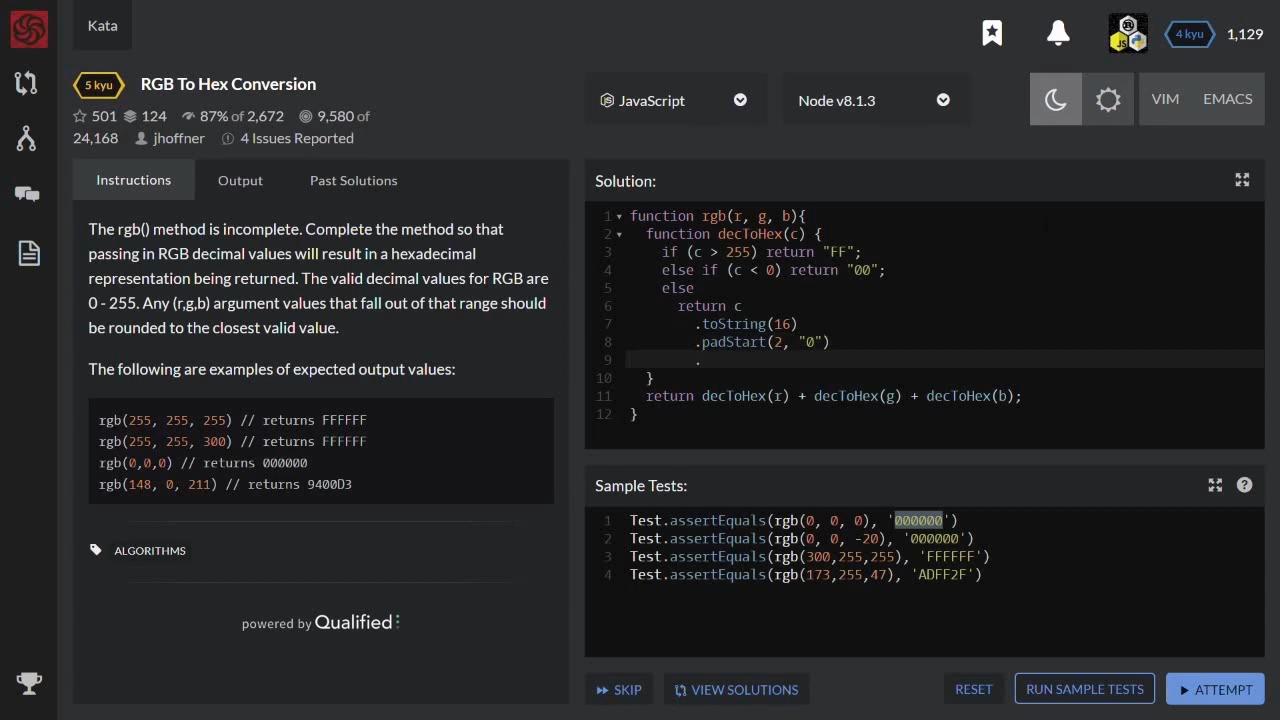 Kata
4 kyu
1,129
5 kyu
RGB To Hex Conversion
501 124 87% of 2,672 9,580 of
24,168 jhoffner 4 Issues Reported
JavaScript
Node v8.1.3
VIM
EMACS
Instructions
Output
Past Solutions
The rgb() method is incomplete. Complete the method so that
passing in RGB decimal values will result in a hexadecimal
representation being returned. The valid decimal values for RGB are
0 - 255. Any (r,g,b) argument values that fall out of that range should
be rounded to the closest valid value.
The following are examples of expected output values:
rgb(255, 255, 255) // returns FFFFFF
rgb(255, 255, 300) // returns FFFFFF
rgb(0,0,0) // returns 000000
rgb(148, 0, 211) // returns 9400D3
ALGORITHMS
powered by Qualified
Solution:
1 function rgb(r, g, b){
2 function decToHex(c) {
3 if (c > 255) return "FF";
4 else if (c < 0) return "00";
5 else
6 return c
7 .toString(16)
8 .padStart(2, "0")
9 .
10 }
11 return decToHex(r) + decToHex(g) + decToHex(b);
12 }
Sample Tests:
1 Test.assertEquals(rgb(0, 0, 0), '000000')
2 Test.assertEquals(rgb(0, 0, -20), '000000')
3 Test.assertEquals(rgb(300,255,255), 'FFFFFF')
4 Test.assertEquals(rgb(173,255,47), 'ADFF2F')
SKIP
VIEW SOLUTIONS
RESET
RUN SAMPLE TESTS
ATTEMPT